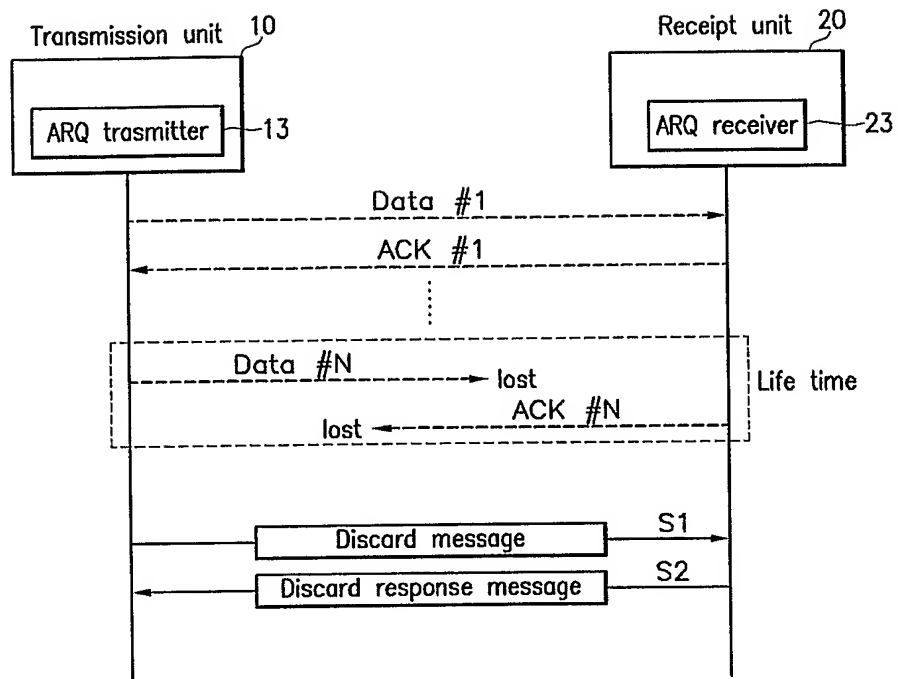 Transmission unit 10
Receipt unit 20
ARQ trasmitter 13
ARQ receiver 23
Data #1
ACK #1
Data #N
lost
Life time
ACK #N
lost
Discard message
S1
Discard response message
S2